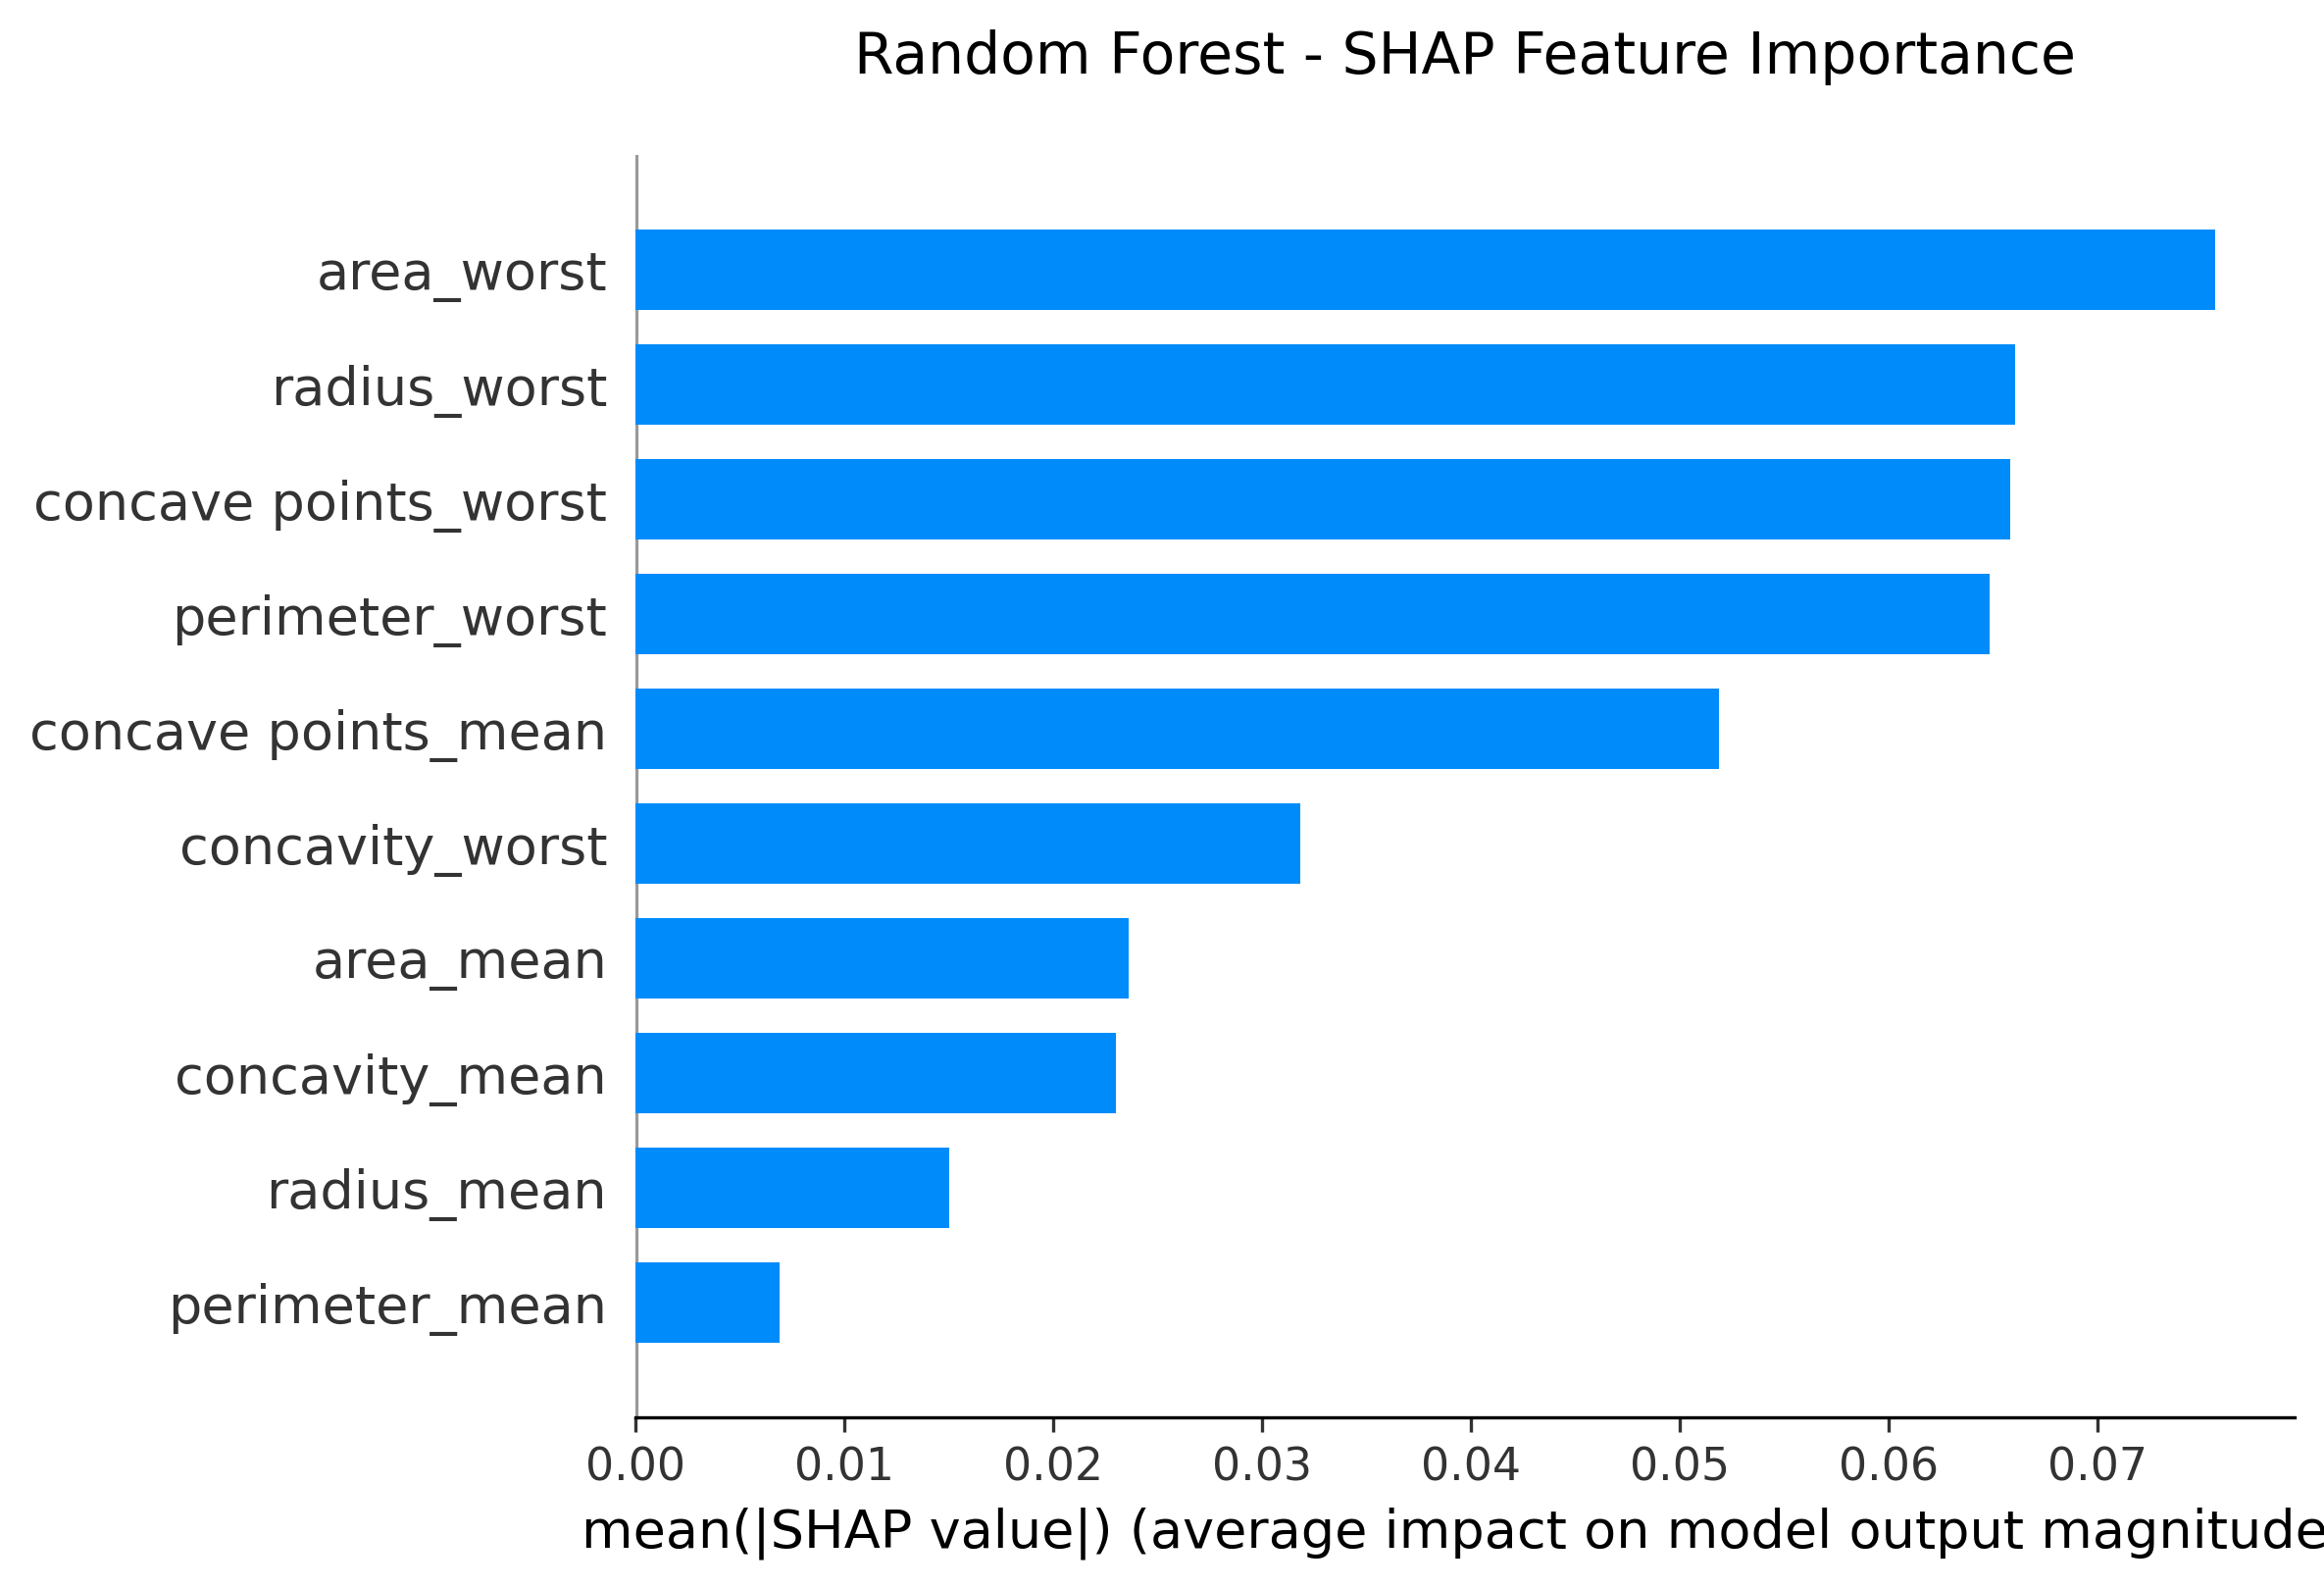 Random Forest - SHAP Feature Importance
area_worst
radius_worst
concave points_worst
perimeter_worst
concave points_mean
concavity_worst
area_mean
concavity_mean
radius_mean
perimeter_mean
0.00 0.01 0.02 0.03 0.04 0.05 0.06 0.07
mean(|SHAP value|) (average impact on model output magnitude